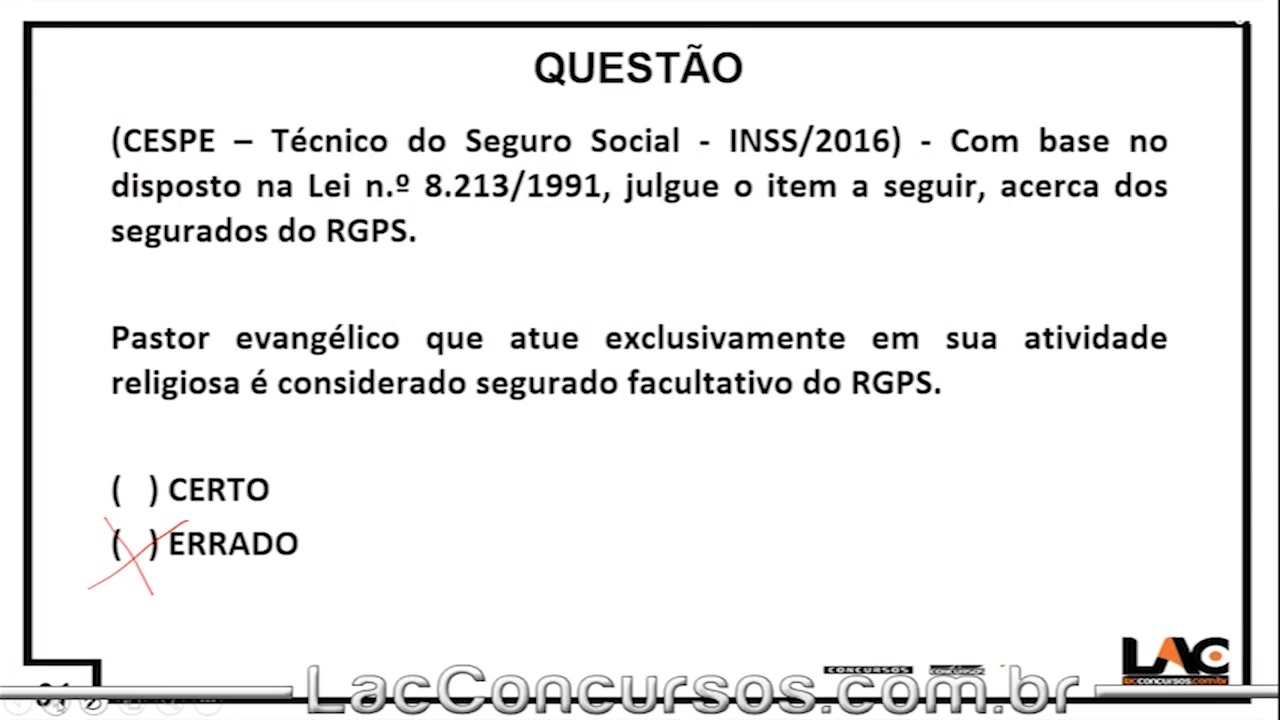 QUESTÃO
(CESPE – Técnico do Seguro Social - INSS/2016) - Com base no
disposto na Lei n.º 8.213/1991, julgue o item a seguir, acerca dos
segurados do RGPS.
Pastor evangélico que atue exclusivamente em sua atividade
religiosa é considerado segurado facultativo do RGPS.
( ) CERTO
( ) ERRADO
LAC
CONCURSOS
CONCURSOS
LacConcursos.com.br